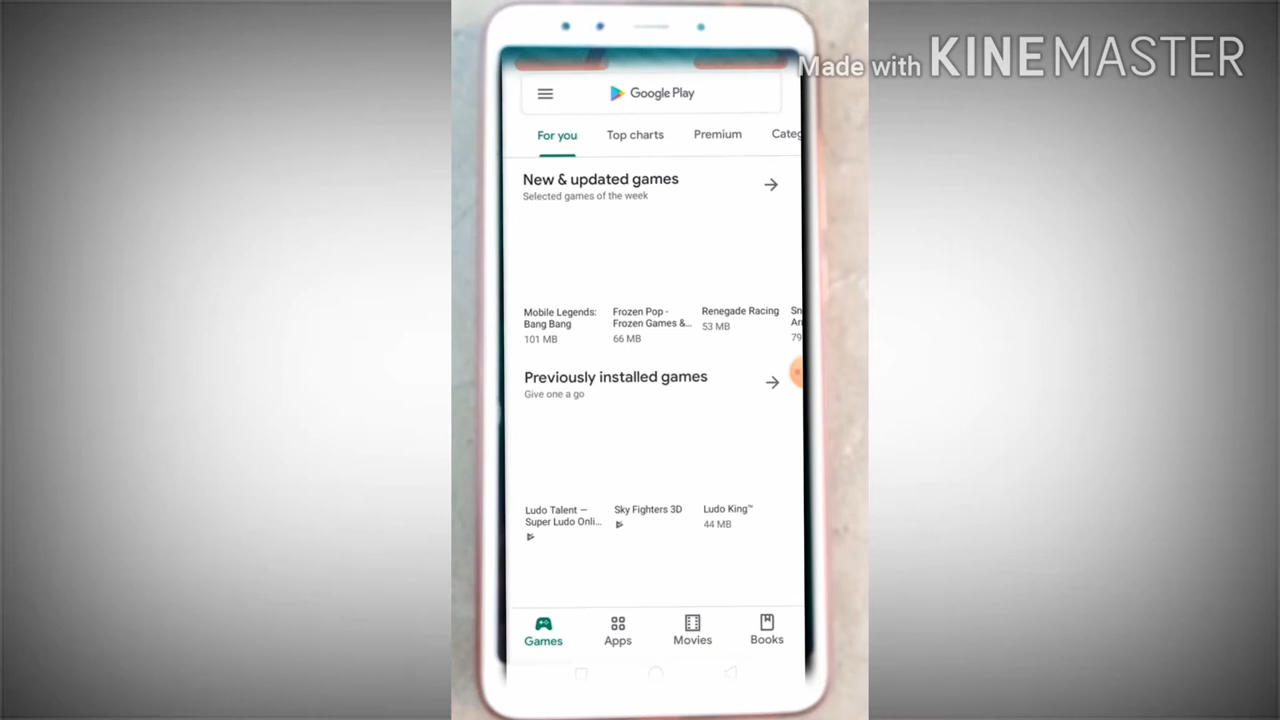 Made with KINEMASTER
Google Play
For you Top charts Premium Categ
New & updated games
Selected games of the week
Mobile Legends:
Bang Bang
101 MB
Frozen Pop -
Frozen Games &...
66 MB
Renegade Racing
53 MB
Sn
An
79
Previously installed games
Give one a go
Ludo Talent —
Super Ludo Onli...
Sky Fighters 3D
Ludo King™
44 MB
Games Apps Movies Books